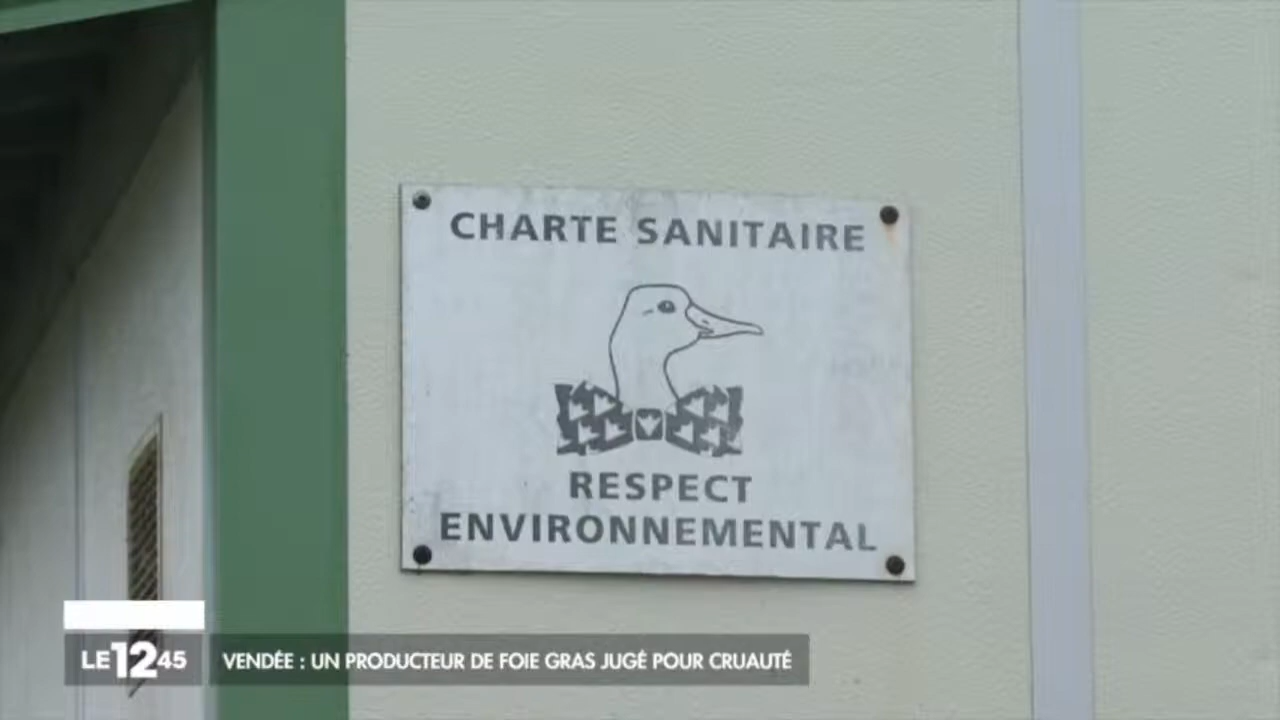 CHARTE SANITAIRE
RESPECT
ENVIRONNEMENTAL
LE 12 45
VENDÉE : UN PRODUCTEUR DE FOIE GRAS JUGÉ POUR CRUAUTÉ